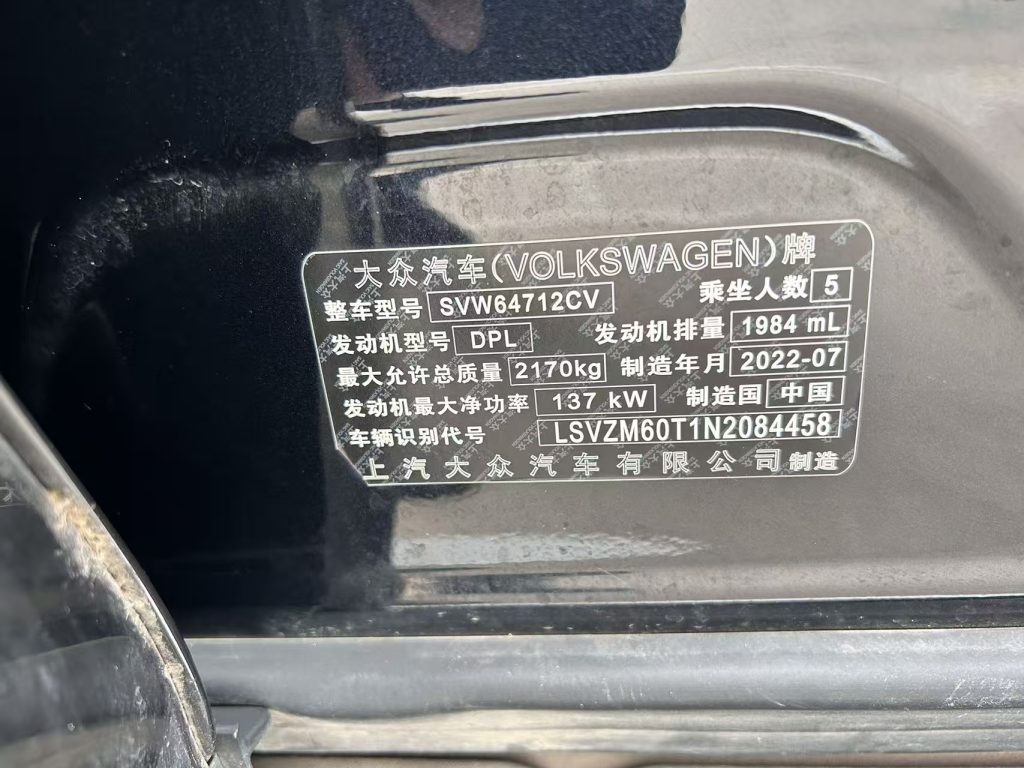 大众汽车(VOLKSWAGEN)牌
整车型号 SVW64712CV 乘坐人数 5
发动机型号 DPL 发动机排量 1984 mL
最大允许总质量 2170kg 制造年月 2022-07
发动机最大净功率 137 kW 制造国 中国
车辆识别代号 LSVZM60T1N2084458
上汽大众汽车有限公司 制造